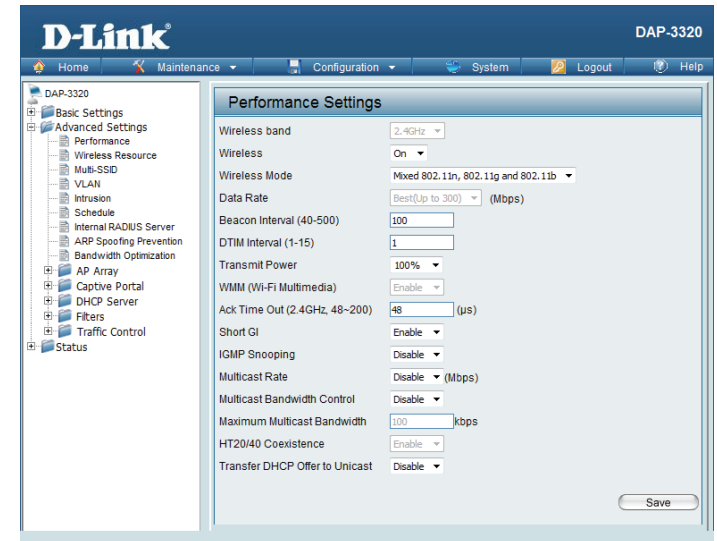 D-Link®
DAP-3320
Home
Maintenance
Configuration
System
Logout
Help
DAP-3320
Basic Settings
Advanced Settings
Performance
Wireless Resource
Multi-SSID
VLAN
Intrusion
Schedule
Internal RADIUS Server
ARP Spoofing Prevention
Bandwidth Optimization
AP Array
Captive Portal
DHCP Server
Filters
Traffic Control
Status
Performance Settings
Wireless band 2.4GHz
Wireless On
Wireless Mode Mixed 802.11n, 802.11g and 802.11b
Data Rate Best(Up to 300) (Mbps)
Beacon Interval (40-500) 100
DTIM Interval (1-15) 1
Transmit Power 100%
WMM (Wi-Fi Multimedia) Enable
Ack Time Out (2.4GHz, 48~200) 48 (μs)
Short GI Enable
IGMP Snooping Disable
Multicast Rate Disable (Mbps)
Multicast Bandwidth Control Disable
Maximum Multicast Bandwidth 100 kbps
HT20/40 Coexistence Enable
Transfer DHCP Offer to Unicast Disable
Save